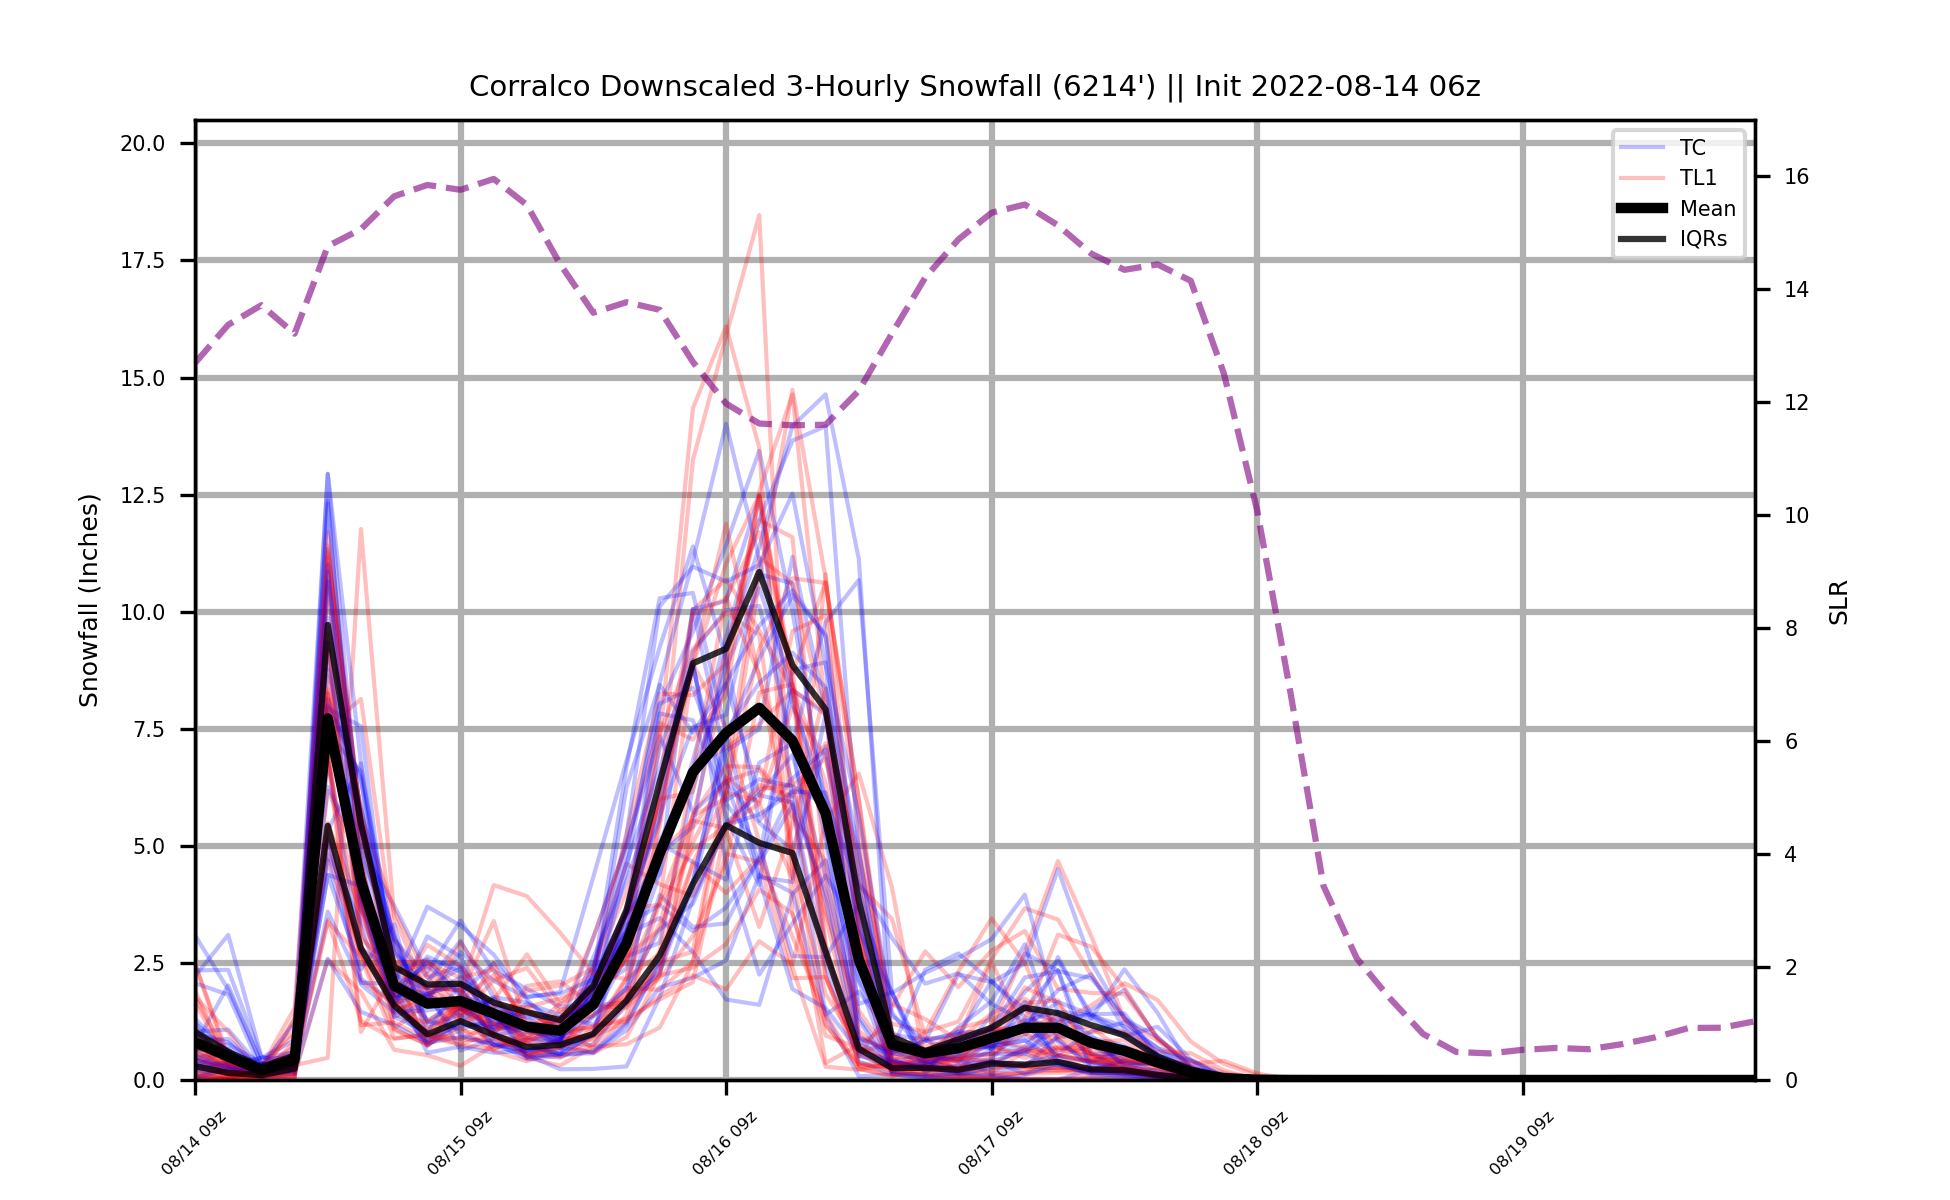 Corralco Downscaled 3-Hourly Snowfall (6214') || Init 2022-08-14 06z
TC
TL1
Mean
IQRs
Snowfall (Inches)
20.0
17.5
15.0
12.5
10.0
7.5
5.0
2.5
0.0
SLR
16
14
12
10
8
6
4
2
0
08/14 09z
08/15 09z
08/16 09z
08/17 09z
08/18 09z
08/19 09z